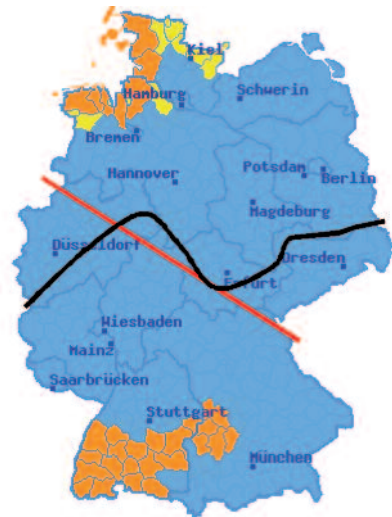 Kiel
Hamburg
Schwerin
Bremen
Hannover
Potsdam
Berlin
Magdeburg
Düsseldorf
Erfurt
Dresden
Wiesbaden
Mainz
Saarbrücken
Stuttgart
München